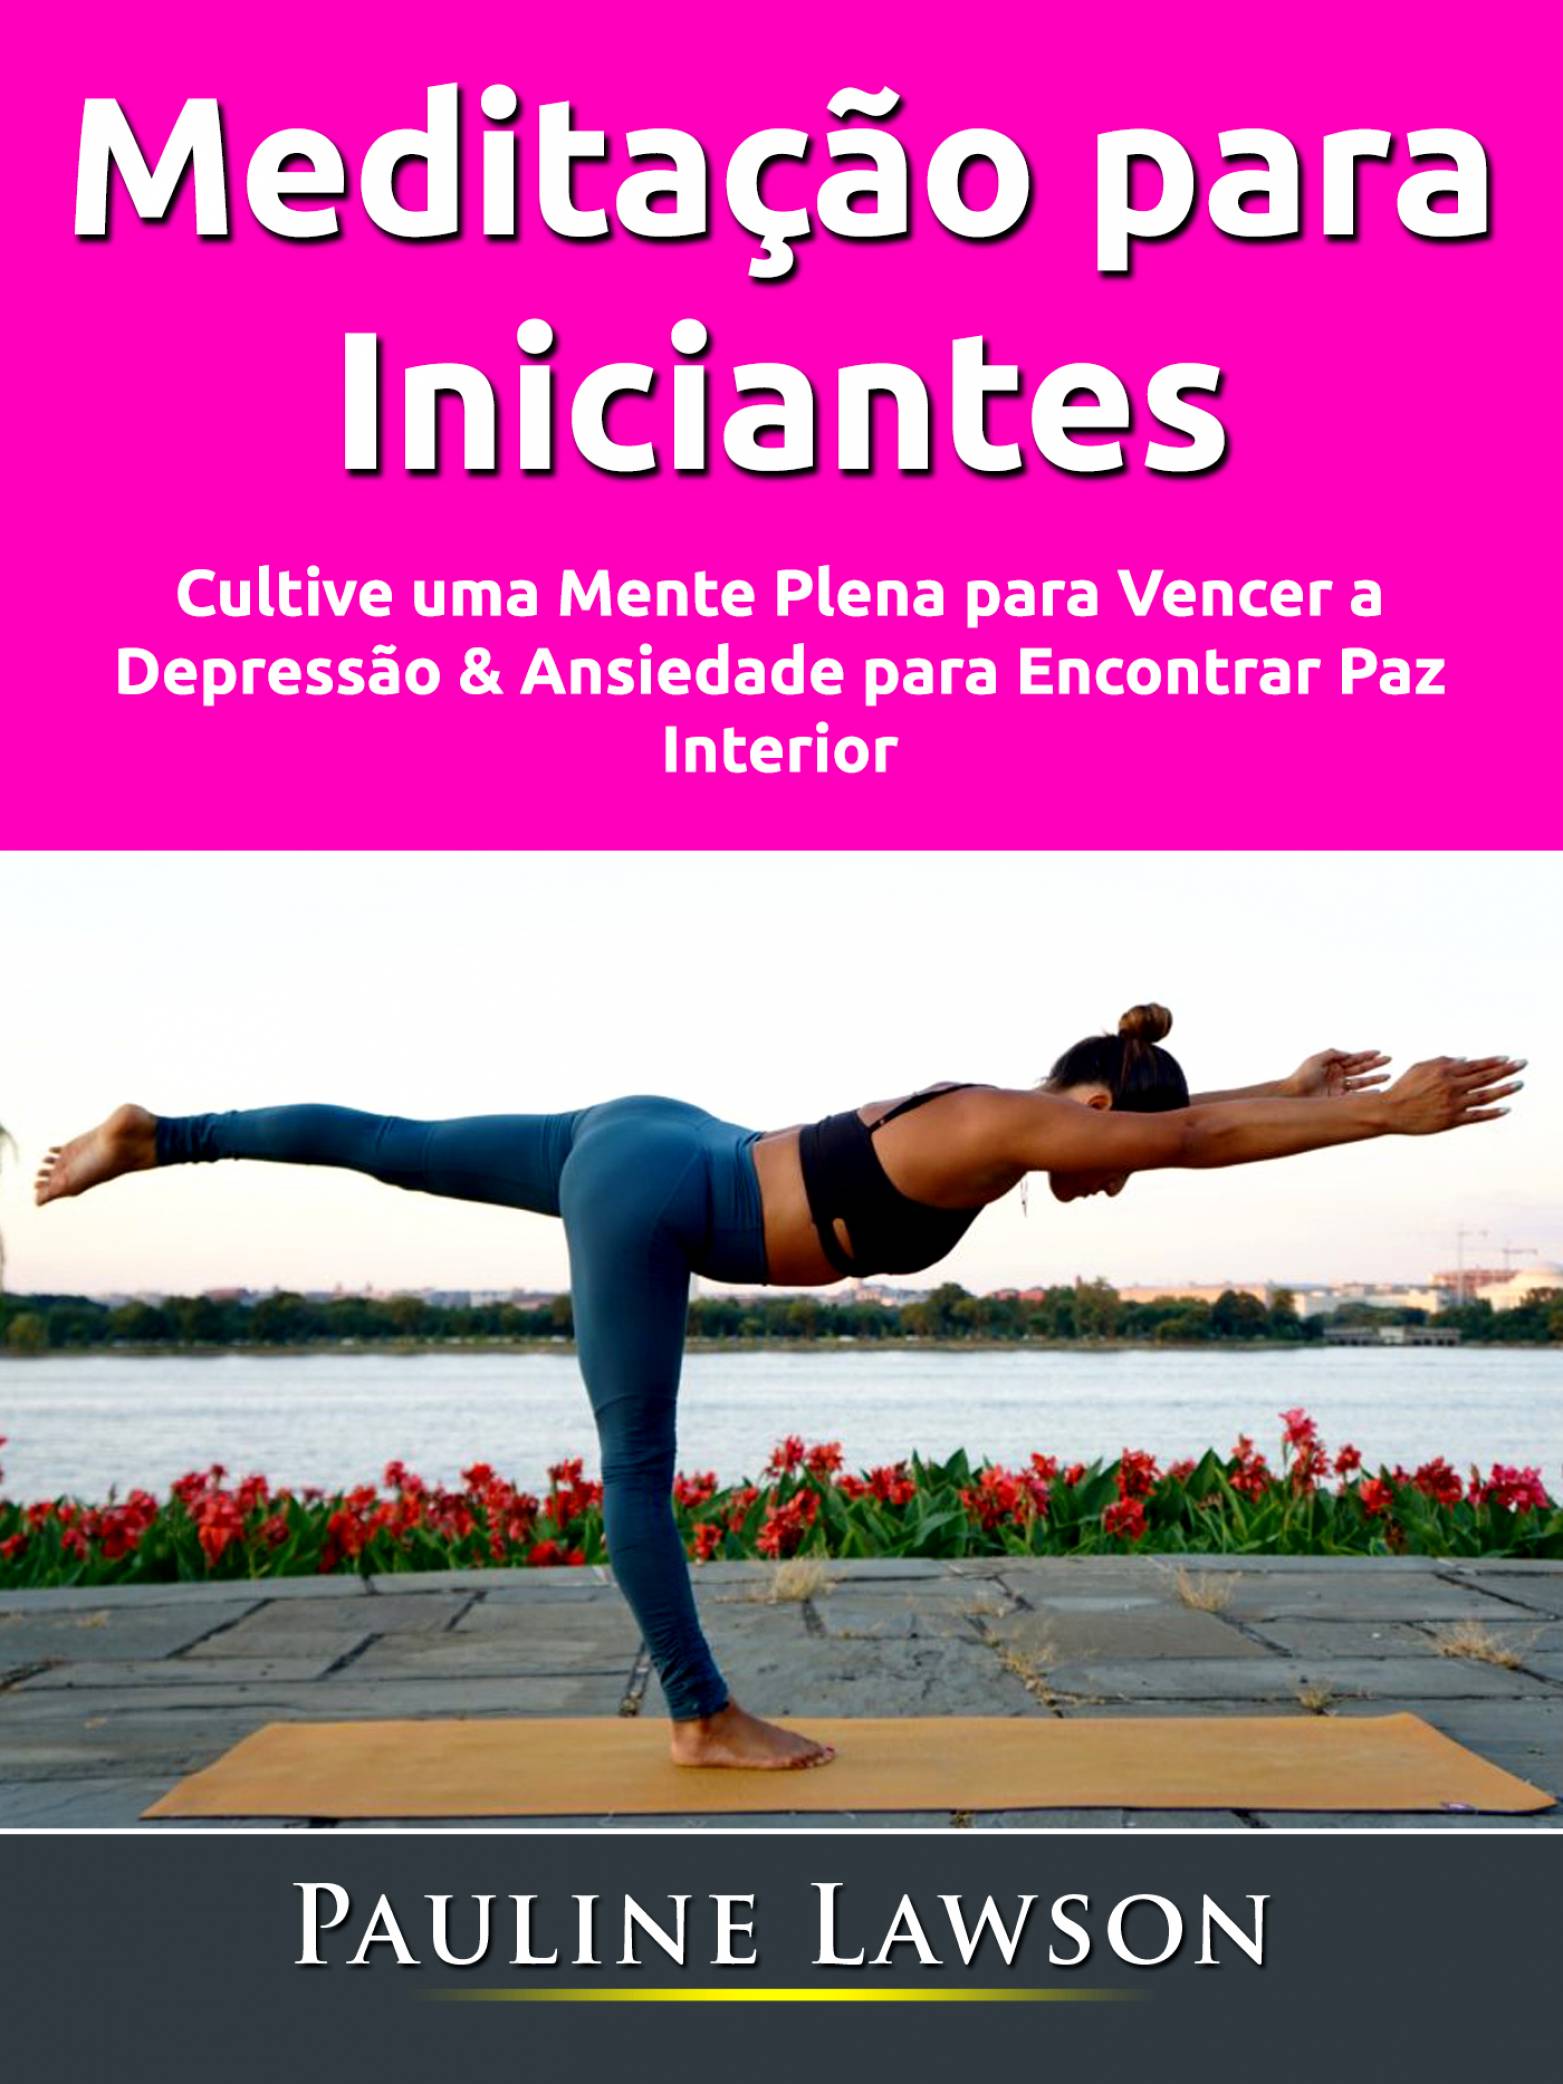 Meditação para
Iniciantes
Cultive uma Mente Plena para Vencer a
Depressão & Ansiedade para Encontrar Paz
Interior
Pauline Lawson